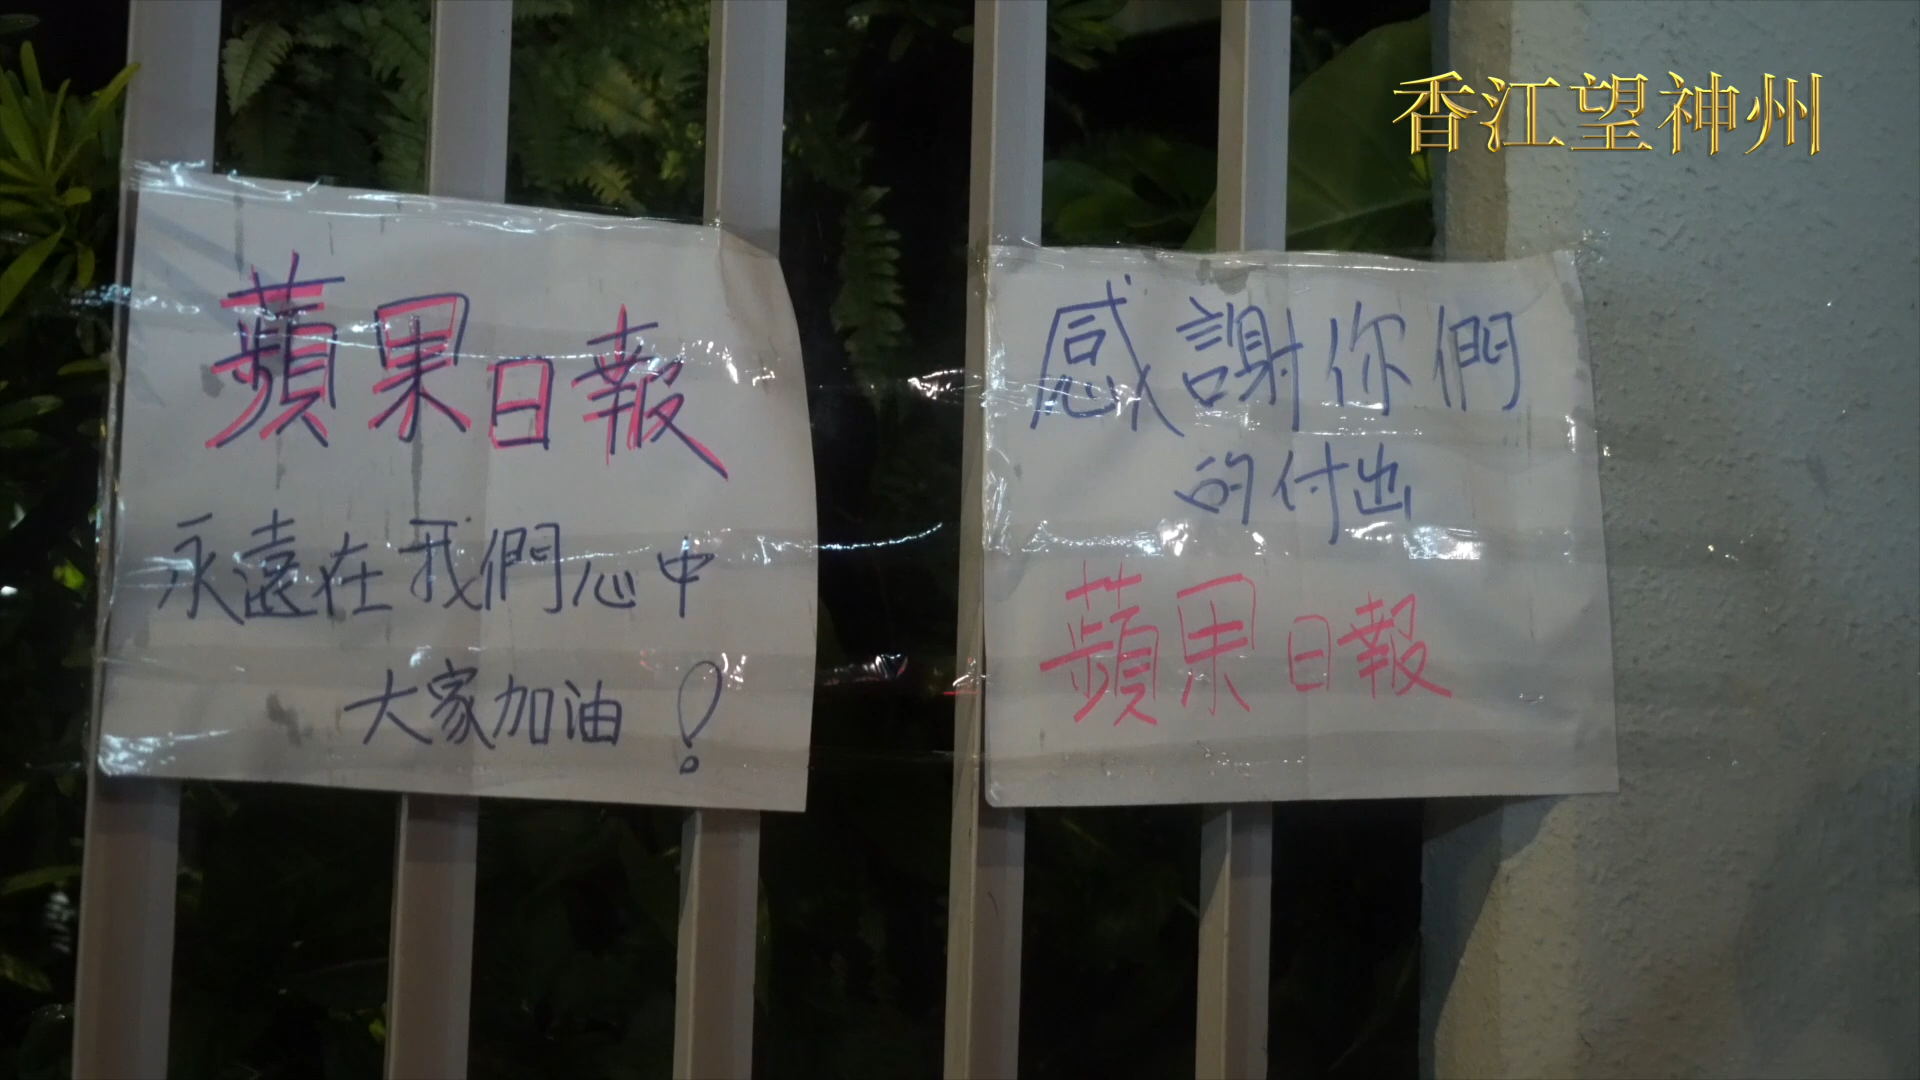 香江望神州
蘋果日報
永遠在我們心中
大家加油!
感謝你們
的付出
蘋果日報